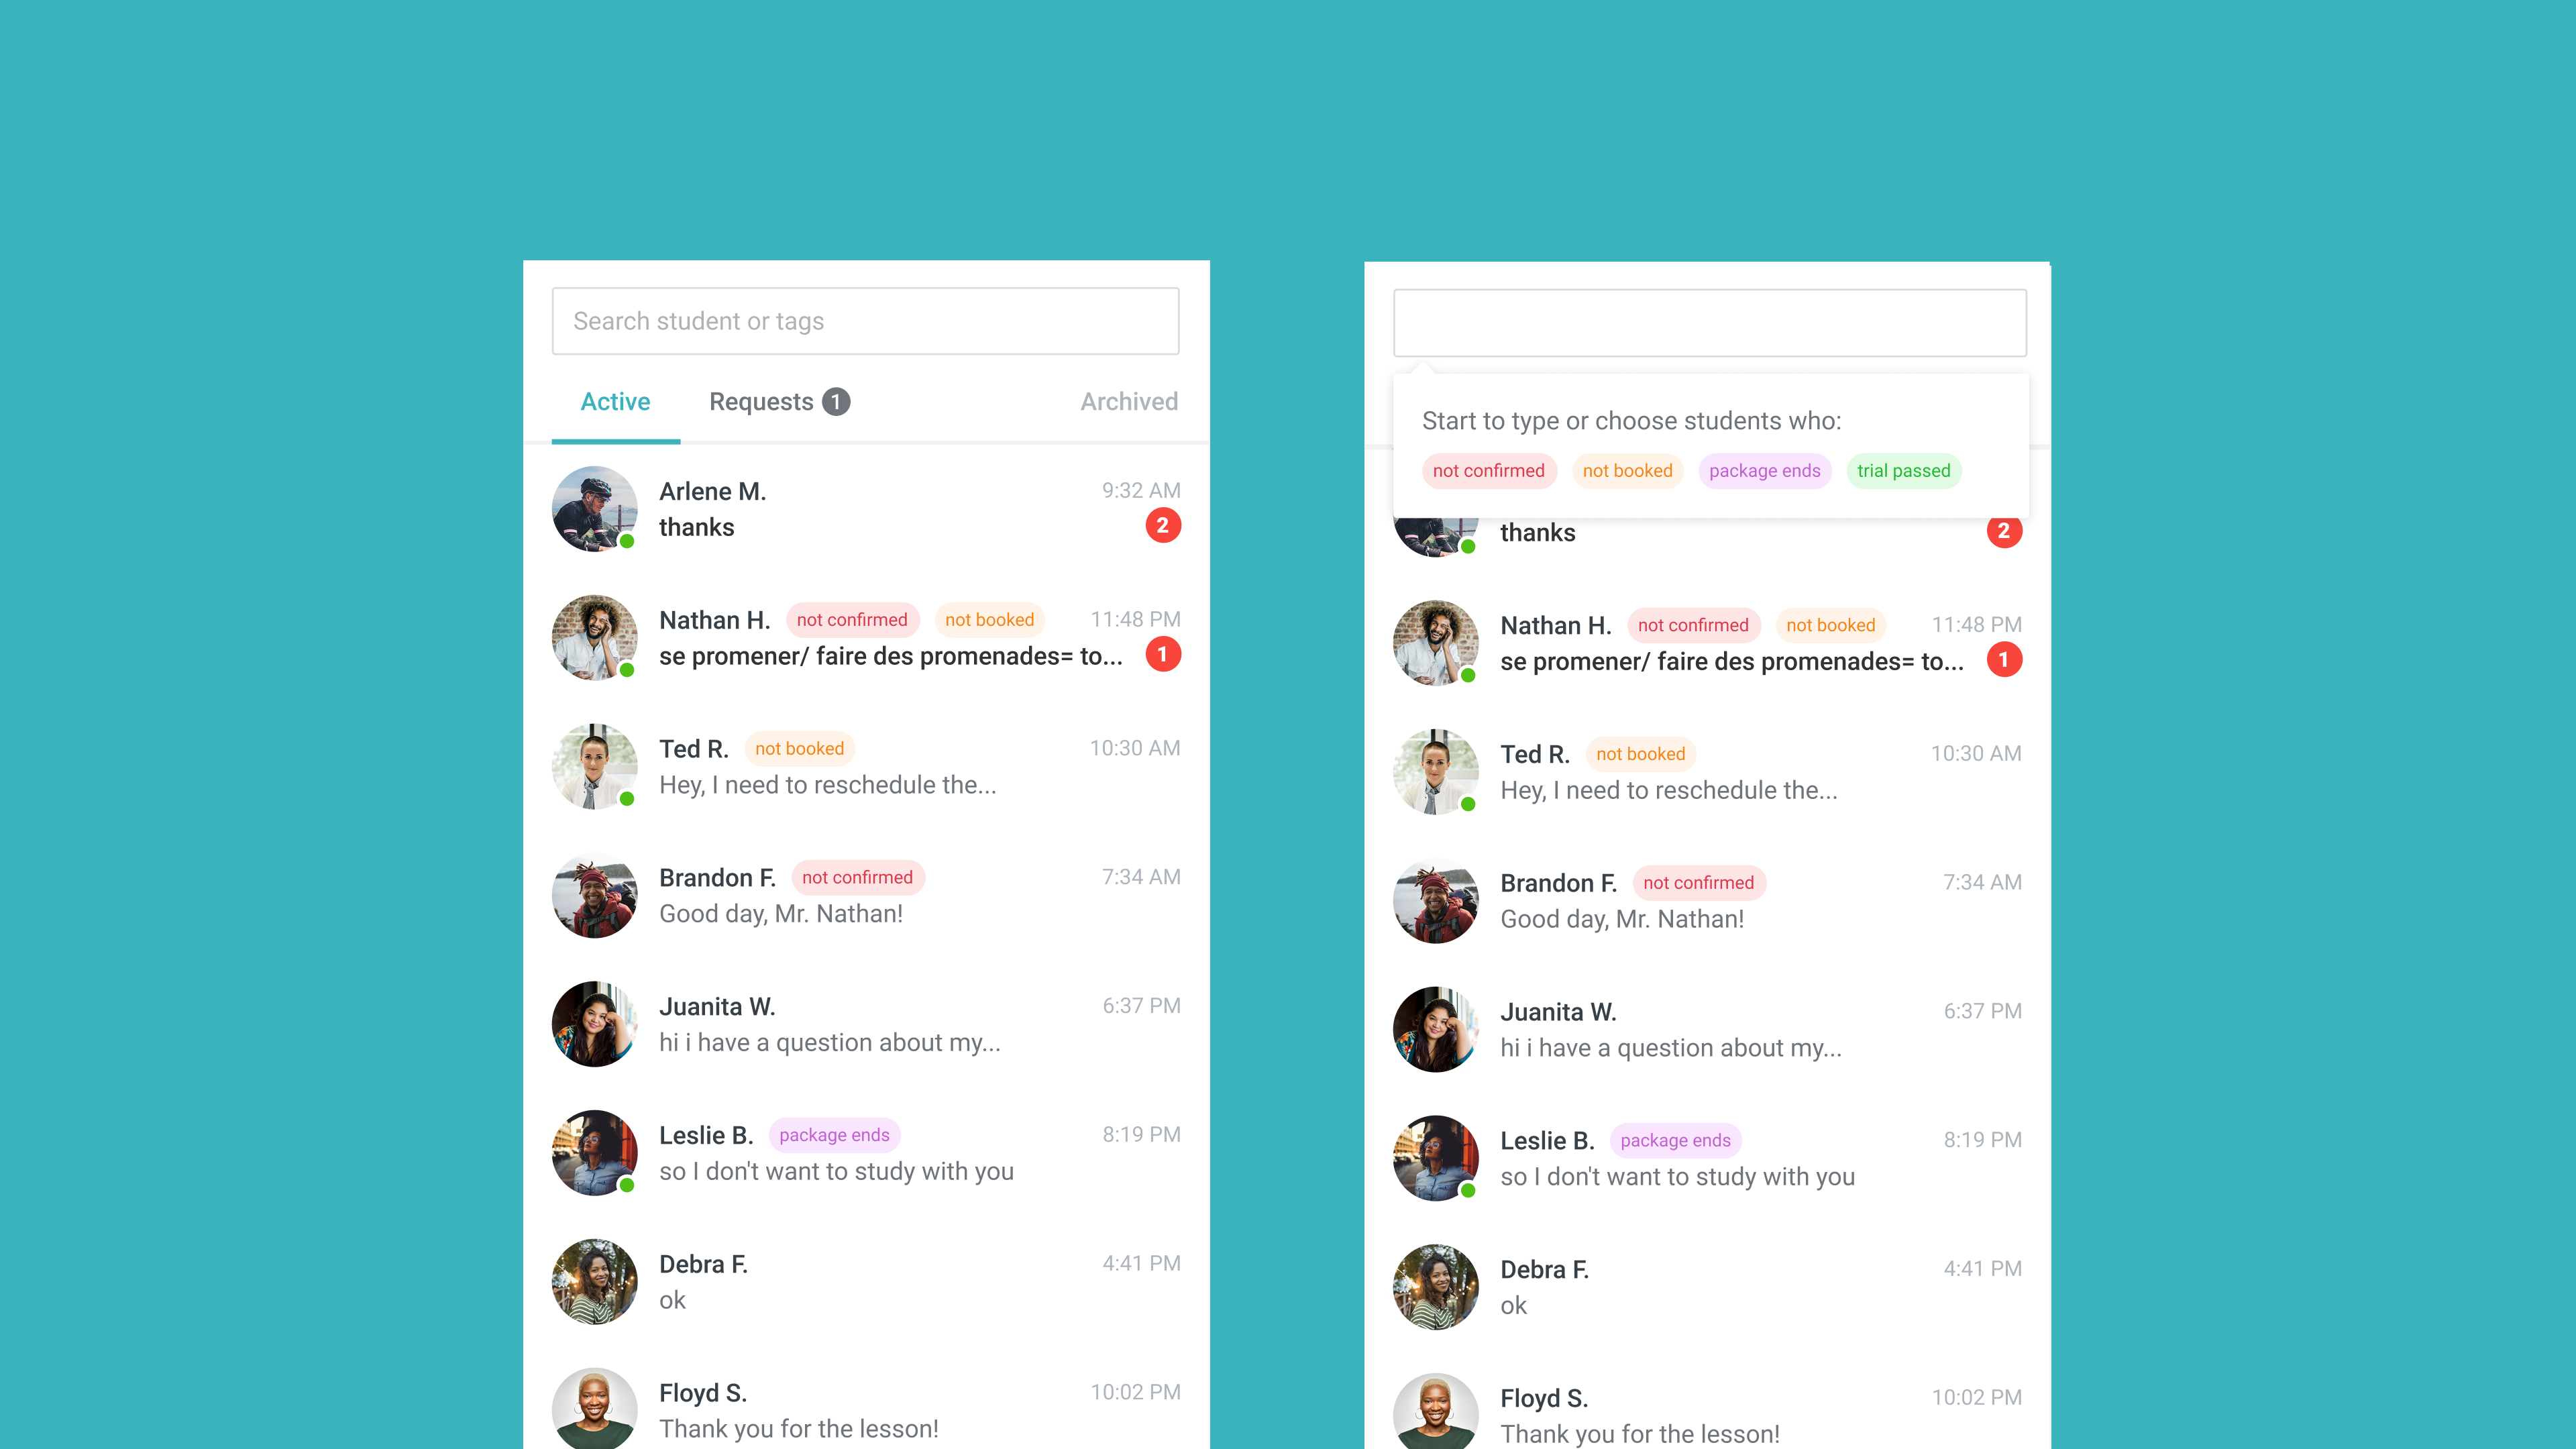 Search student or tags
Active Requests 1 Archived
Arlene M. 9:32 AM
thanks 2
Nathan H. not confirmed not booked 11:48 PM
se promener/ faire des promenades= to... 1
Ted R. not booked 10:30 AM
Hey, I need to reschedule the...
Brandon F. not confirmed 7:34 AM
Good day, Mr. Nathan!
Juanita W. 6:37 PM
hi i have a question about my...
Leslie B. package ends 8:19 PM
so I don't want to study with you
Debra F. 4:41 PM
ok
Floyd S. 10:02 PM
Thank you for the lesson!
Start to type or choose students who:
not confirmed not booked package ends trial passed
thanks 2
Nathan H. not confirmed not booked 11:48 PM
se promener/ faire des promenades= to... 1
Ted R. not booked 10:30 AM
Hey, I need to reschedule the...
Brandon F. not confirmed 7:34 AM
Good day, Mr. Nathan!
Juanita W. 6:37 PM
hi i have a question about my...
Leslie B. package ends 8:19 PM
so I don't want to study with you
Debra F. 4:41 PM
ok
Floyd S. 10:02 PM
Thank you for the lesson!